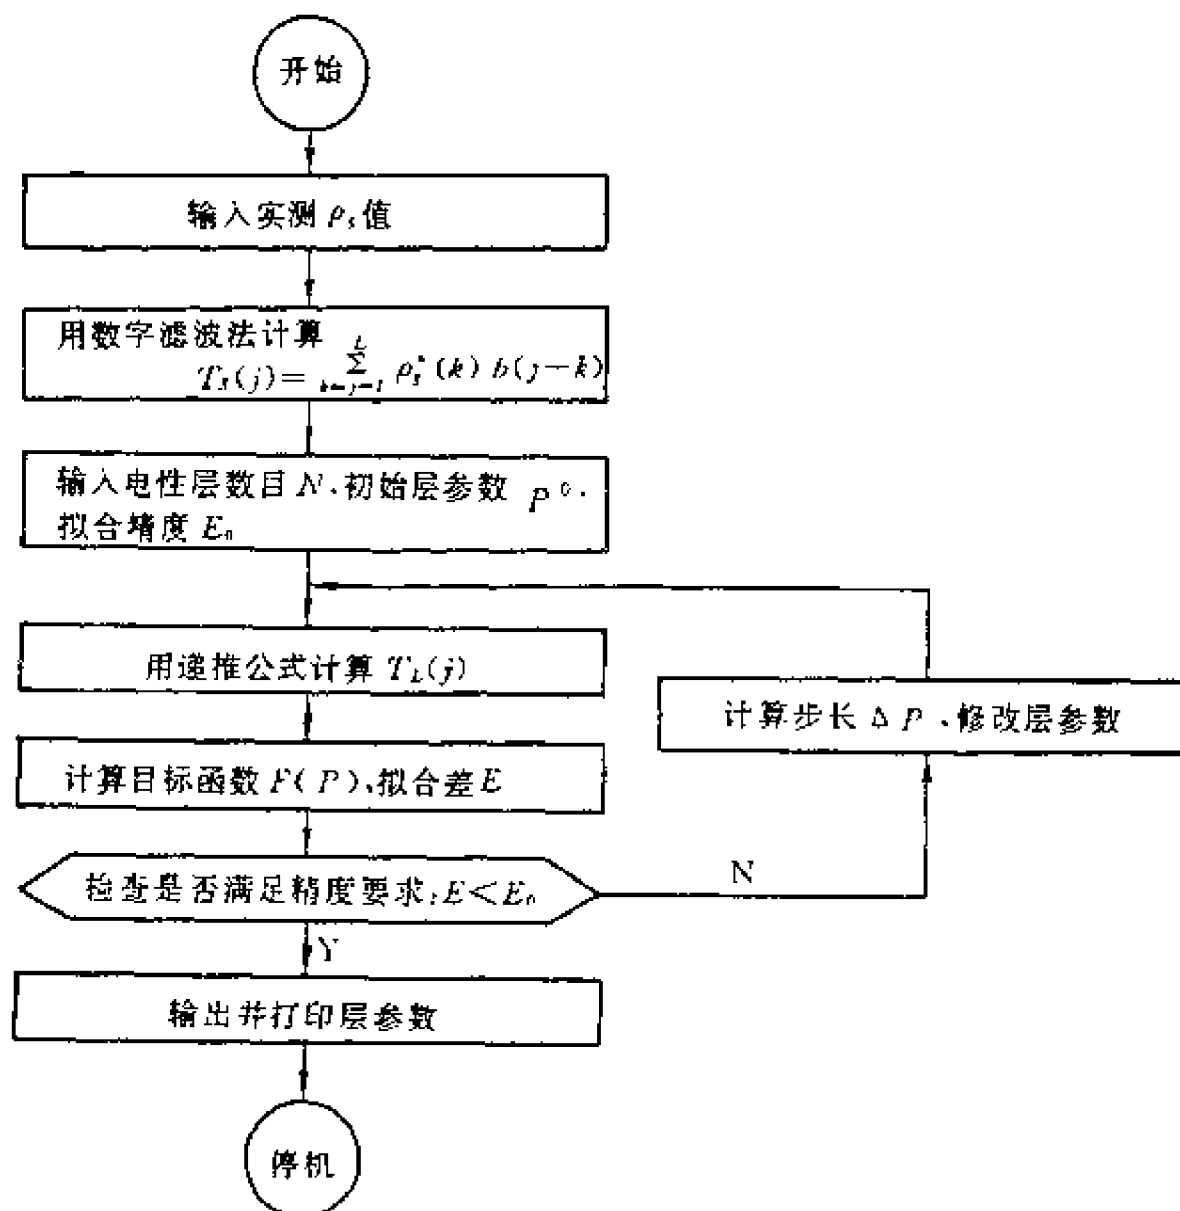 开始
输入实测 ρs值
用数字滤波法计算
Ts(j)=∑ ρs*(k) b(j-k)
输入电性层数目 N、初始层参数 P⁰、
拟合精度 E₀
用递推公式计算 TL(j)
计算步长 Δ P 、修改层参数
计算目标函数 F(P)、拟合差 E
检查是否满足精度要求:E<E₀
N
Y
输出并打印层参数
停机